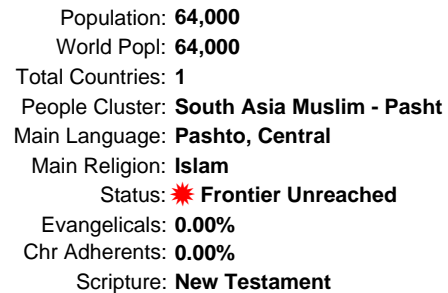 Population: 64,000
World Popl: 64,000
Total Countries: 1
People Cluster: South Asia Muslim - Pasht
Main Language: Pashto, Central
Main Religion: Islam
Status: Frontier Unreached
Evangelicals: 0.00%
Chr Adherents: 0.00%
Scripture: New Testament